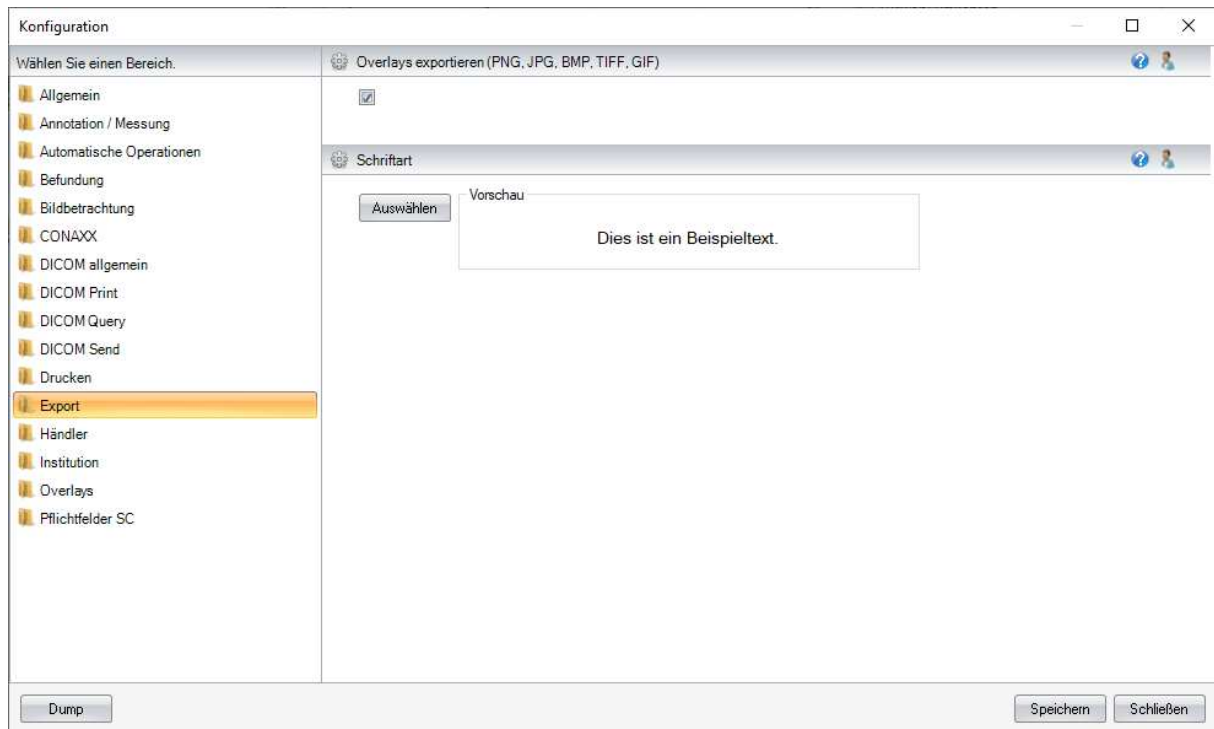 Konfiguration
Wählen Sie einen Bereich.
Allgemein
Annotation / Messung
Automatische Operationen
Befundung
Bildbetrachtung
CONAXX
DICOM allgemein
DICOM Print
DICOM Query
DICOM Send
Drucken
Export
Händler
Institution
Overlays
Pflichtfelder SC
Overlays exportieren (PNG, JPG, BMP, TIFF, GIF)
Schriftart
Auswählen
Vorschau
Dies ist ein Beispieltext.
Dump
Speichern
Schließen